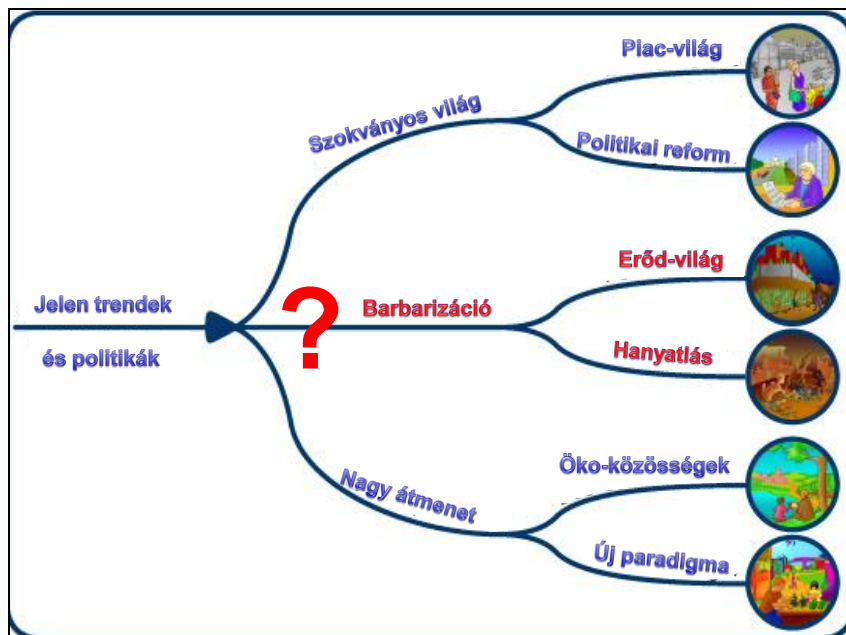 Piac-világ
Szokványos világ
Politikai reform
Erőd-világ
Jelen trendek
és politikák
?
Barbarizáció
Hanyatlás
Öko-közösségek
Nagy átmenet
Új paradigma